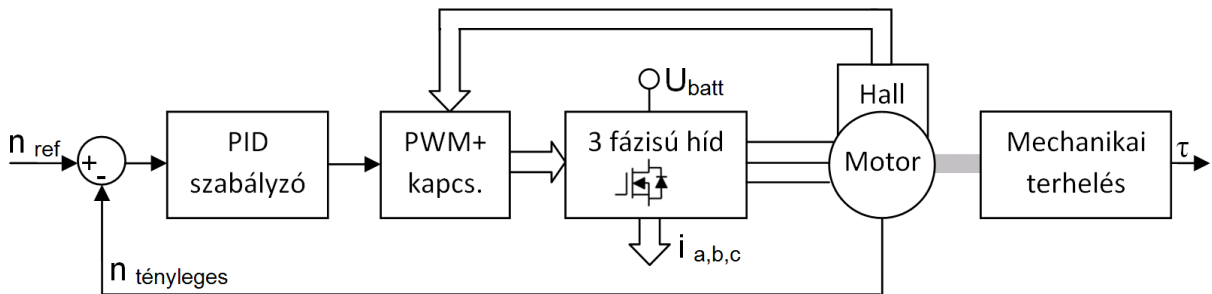 n ref
+
-
PID
szabályzó
PWM+
kapcs.
U batt
3 fázisú híd
i a,b,c
Hall
Motor
Mechanikai
terhelés
τ
n tényleges